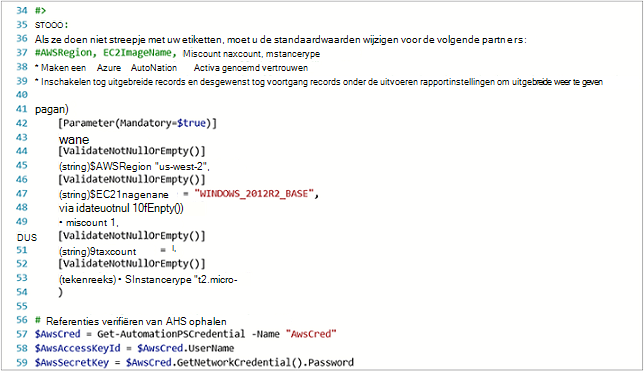 34 #>
35 STOOO:
36 Als ze doen niet streepje met uw etiketten, moet u de standaardwaarden wijzigen voor de volgende partners:
37 #AWSRegion, EC2ImageName, Miscount naxcount, mstancerype
38 * Maken een Azure AutoNation Activa genoemd vertrouwen
39 * Inschakelen tog uitgebreide records en desgewenst tog voortgang records onder de uitvoeren rapportinstellingen om uitgebreide weer te geven
40
41 pagan)
42 [Parameter(Mandatory=$true)]
43 wane
44 [ValidateNotNullOrEmpty()]
45 (string)$AWSRegion "us-west-2",
46 [ValidateNotNullOrEmpty()]
47 (string)$EC21nagenane = "WINDOWS_2012R2_BASE",
48 via idateuotnul 10fEnpty())
49 • miscount 1,
DUS [ValidateNotNullOrEmpty()]
51 (string)9taxcount = 1,
52 [ValidateNotNullOrEmpty()]
53 (tekenreeks) • SInstancerype "t2.micro-
54 )
55
56 # Referenties verifiëren van AHS ophalen
57 $AwsCred = Get-AutomationPSCredential -Name "AwsCred"
58 $AwsAccessKeyId = $AwsCred.UserName
59 $AwsSecretKey = $AwsCred.GetNetworkCredential().Password